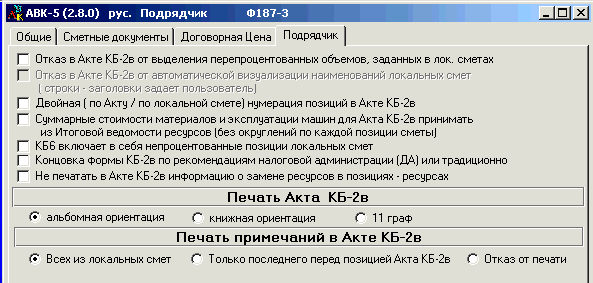 АВК-5 (2.8.0) рус. Подрядчик Ф187-3
Общие Сметные документы Договорная Цена Подрядчик
Отказ в Акте КБ-2в от выделения перепроцентованных объемов, заданных в лок. сметах
Отказ в Акте КБ-2в от автоматической визуализации наименований локальных смет
( строки - заголовки задает пользователь)
Двойная ( по Акту / по локальной смете) нумерация позиций в Акте КБ-2в
Суммарные стоимости материалов и эксплуатации машин для Акта КБ-2в принимать
из Итоговой ведомости ресурсов (без округлений по каждой позиции сметы)
КБ6 включает в себя непроцентованные позиции локальных смет
Концовка формы КБ-2в по рекомендациям налоговой администрации (ДА) или традиционно
Не печатать в Акте КБ-2в информацию о замене ресурсов в позициях - ресурсах
Печать Акта КБ-2в
альбомная ориентация книжная ориентация 11 граф
Печать примечаний в Акте КБ-2в
Всех из локальных смет Только последнего перед позицией Акта КБ-2в Отказ от печати